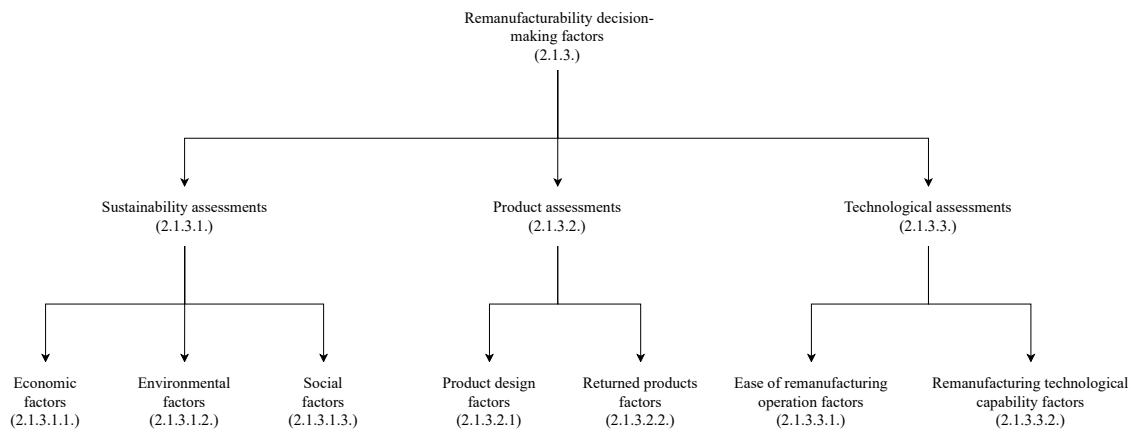 Remanufacturability decision-
making factors
(2.1.3.)
Sustainability assessments
(2.1.3.1.)
Product assessments
(2.1.3.2.)
Technological assessments
(2.1.3.3.)
Economic
factors
(2.1.3.1.1.)
Environmental
factors
(2.1.3.1.2.)
Social
factors
(2.1.3.1.3.)
Product design
factors
(2.1.3.2.1)
Returned products
factors
(2.1.3.2.2.)
Ease of remanufacturing
operation factors
(2.1.3.3.1.)
Remanufacturing technological
capability factors
(2.1.3.3.2.)